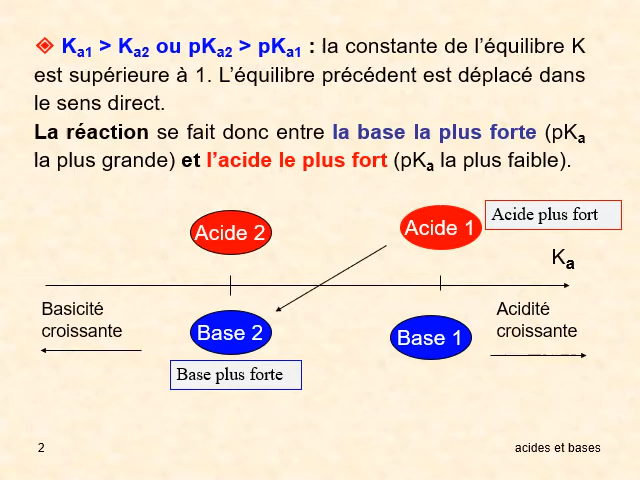 Ka1 > Ka2 ou pKa2 > pKa1 : la constante de l'équilibre K
est supérieure à 1. L'équilibre précédent est déplacé dans
le sens direct.
La réaction se fait donc entre la base la plus forte (pKa
la plus grande) et l'acide le plus fort (pKa la plus faible).
Acide 2
Acide 1
Acide plus fort
Ka
Basicité
croissante
Base 2
Base 1
Acidité
croissante
Base plus forte
2
acides et bases